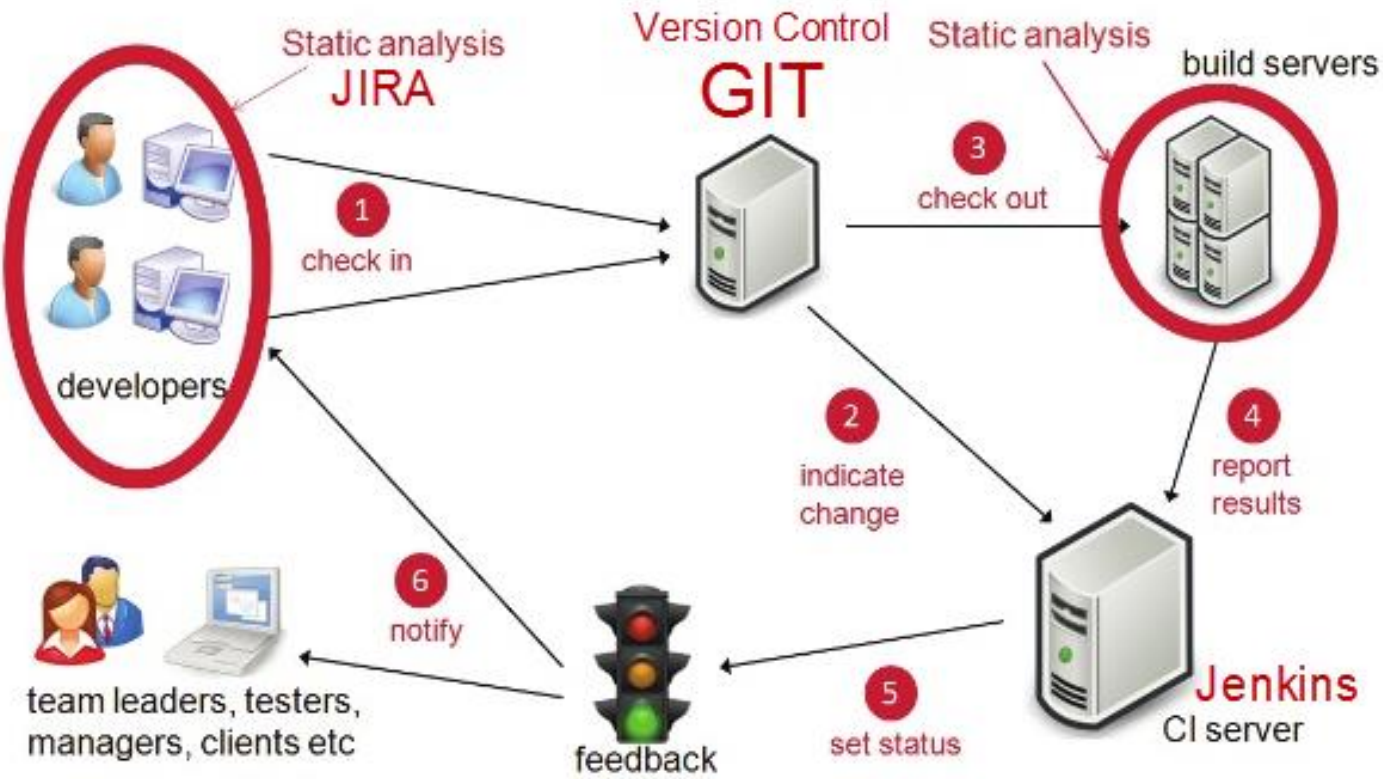 Static analysis
JIRA
Version Control
GIT
Static analysis
build servers
1
check in
3
check out
developers
2
indicate
change
4
report
results
6
notify
team leaders, testers,
managers, clients etc
feedback
5
set status
Jenkins
CI server